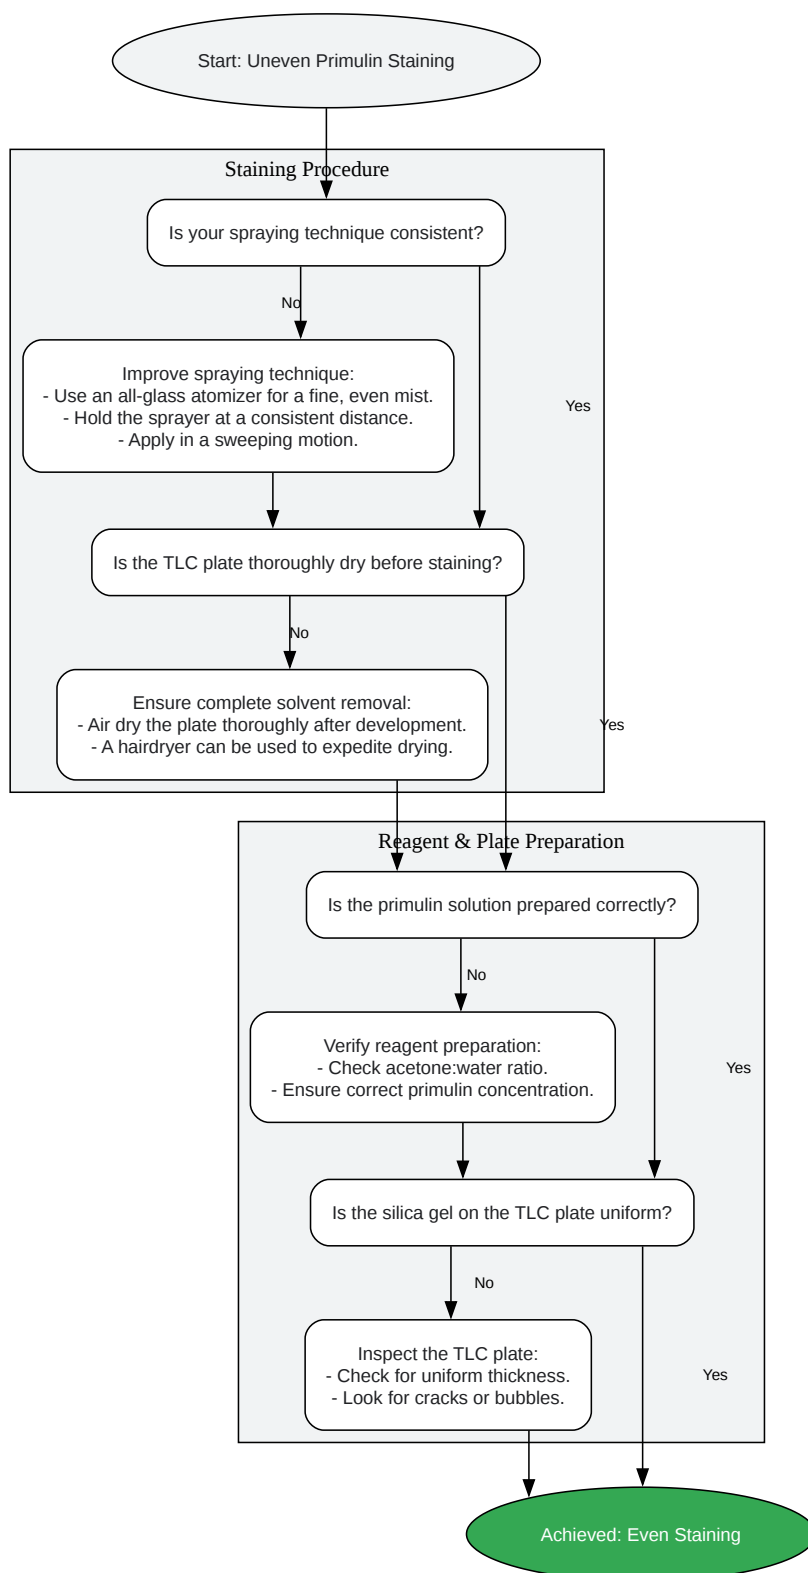 Start: Uneven Primulin Staining
Staining Procedure
Is your spraying technique consistent?
No
Improve spraying technique:
- Use an all-glass atomizer for a fine, even mist.
- Hold the sprayer at a consistent distance.
- Apply in a sweeping motion.
Yes
Is the TLC plate thoroughly dry before staining?
No
Ensure complete solvent removal:
- Air dry the plate thoroughly after development.
- A hairdryer can be used to expedite drying.
Yes
Reagent & Plate Preparation
Is the primulin solution prepared correctly?
No
Verify reagent preparation:
- Check acetone:water ratio.
- Ensure correct primulin concentration.
Yes
Is the silica gel on the TLC plate uniform?
No
Inspect the TLC plate:
- Check for uniform thickness.
- Look for cracks or bubbles.
Yes
Achieved: Even Staining